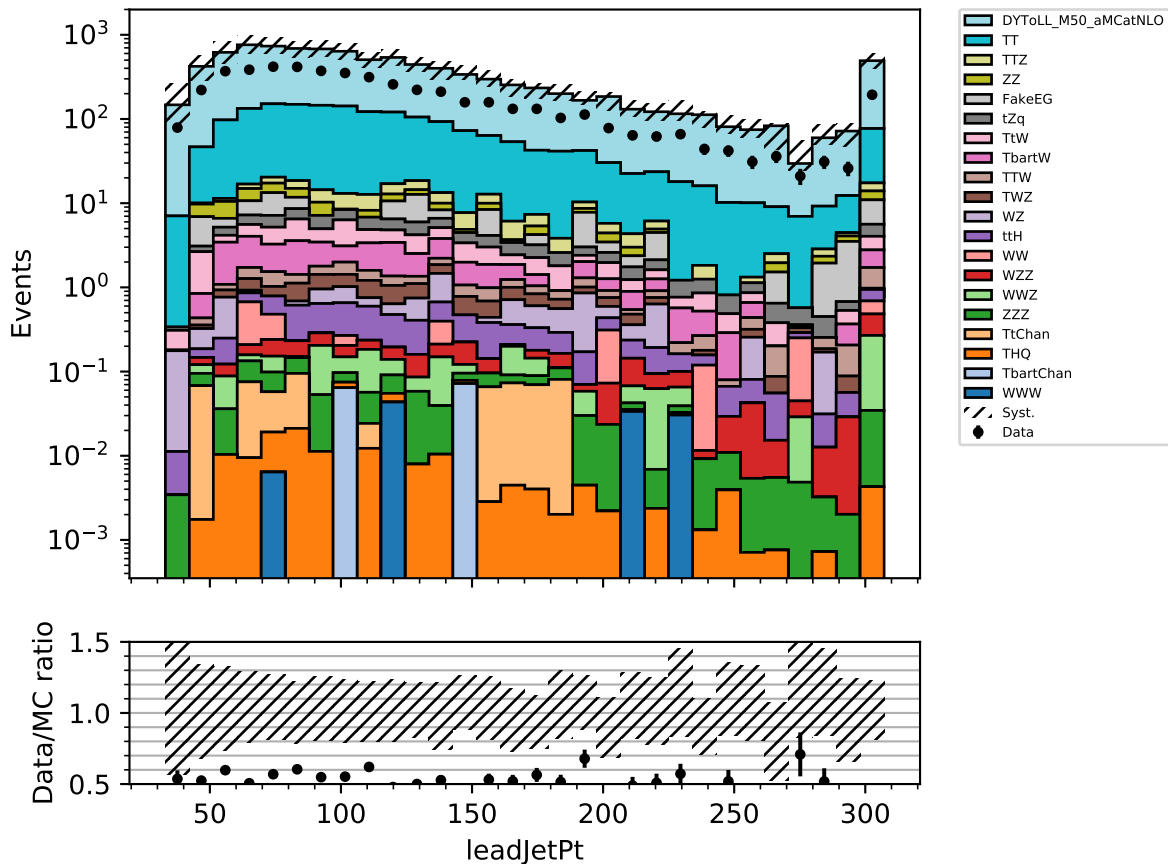 10³
10²
10¹
10⁰
10⁻¹
10⁻²
10⁻³
Events
DYToLL_M50_aMCatNLO
TT
TTZ
ZZ
FakeEG
tZq
TtW
TbartW
TTW
TWZ
WZ
ttH
WW
WZZ
WWZ
ZZZ
TtChan
THQ
TbartChan
WWW
Syst.
Data
1.5
1.0
0.5
Data/MC ratio
50 100 150 200 250 300
leadJetPt